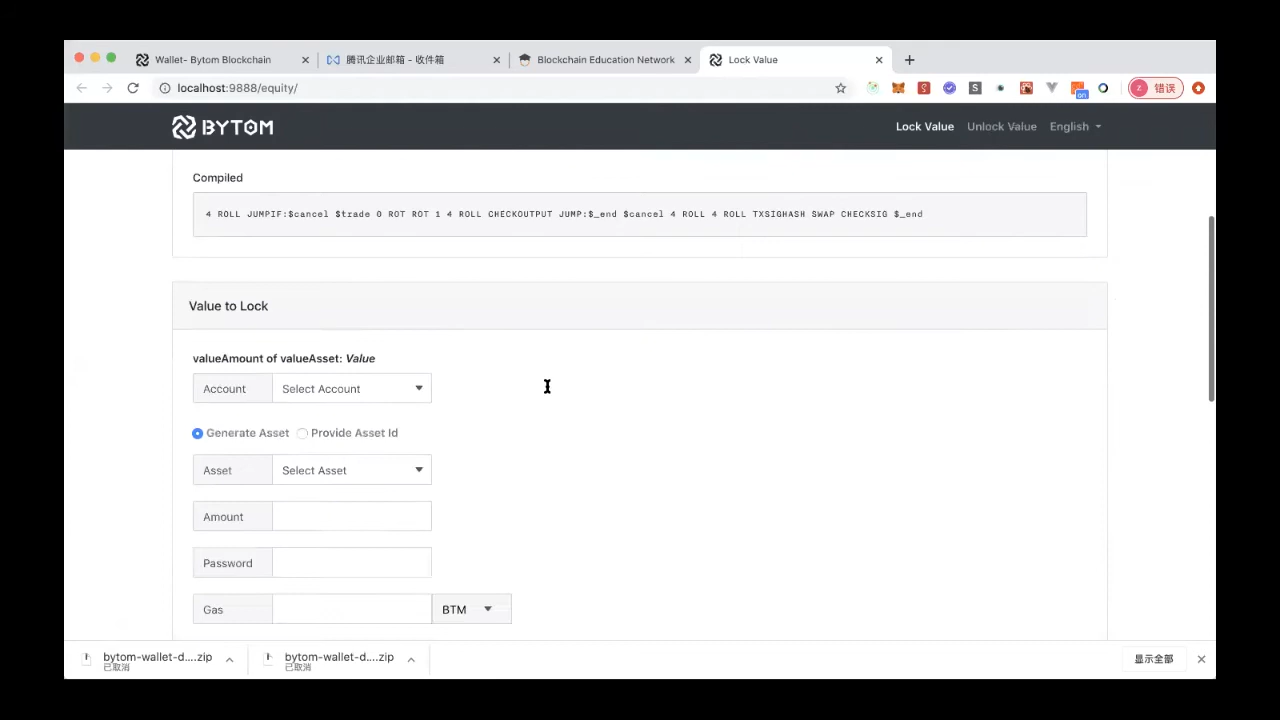 Wallet- Bytom Blockchain
腾讯企业邮箱 - 收件箱
Blockchain Education Network
Lock Value
localhost:9888/equity/
S
on
z 错误
BYTOM
Lock Value
Unlock Value
English
Compiled
4 ROLL JUMPIF:$cancel $trade 0 ROT ROT 1 4 ROLL CHECKOUTPUT JUMP:$_end $cancel 4 ROLL 4 ROLL TXSIGHASH SWAP CHECKSIG $_end
Value to Lock
valueAmount of valueAsset: Value
Account
Select Account
Generate Asset
Provide Asset Id
Asset
Select Asset
Amount
Password
Gas
BTM
bytom-wallet-d....zip
已取消
bytom-wallet-d....zip
已取消
显示全部